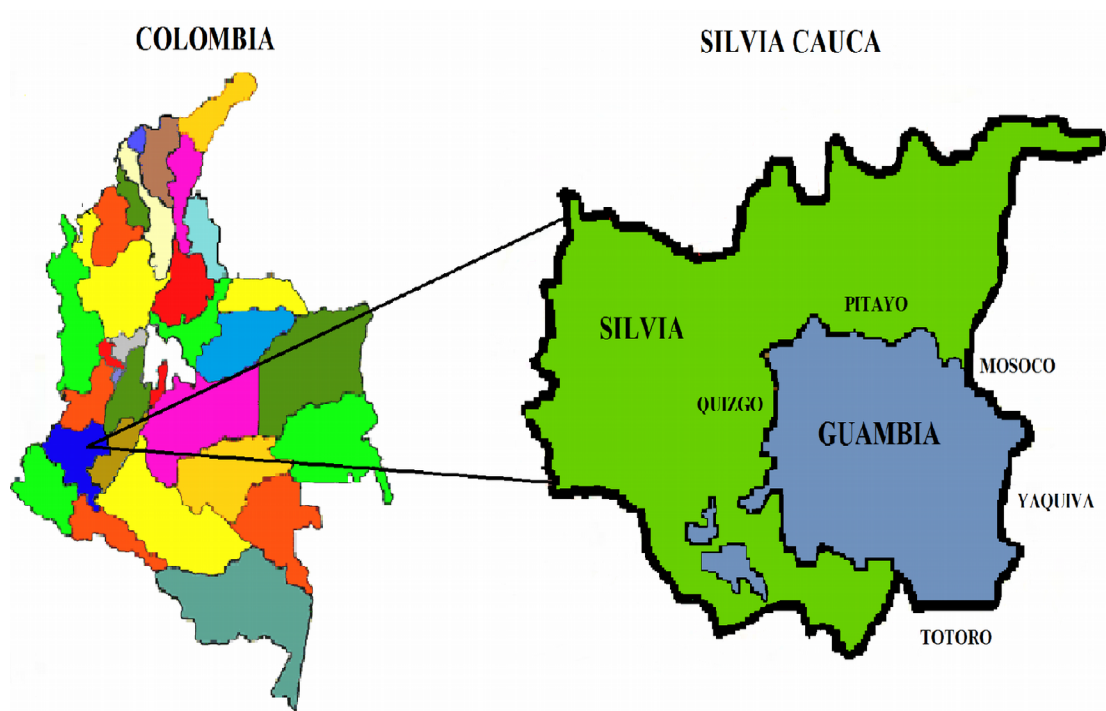 COLOMBIA
SILVIA CAUCA
PITAYO
SILVIA
MOSOCO
QUIZGO
GUAMBIA
YAQUIVA
TOTORO